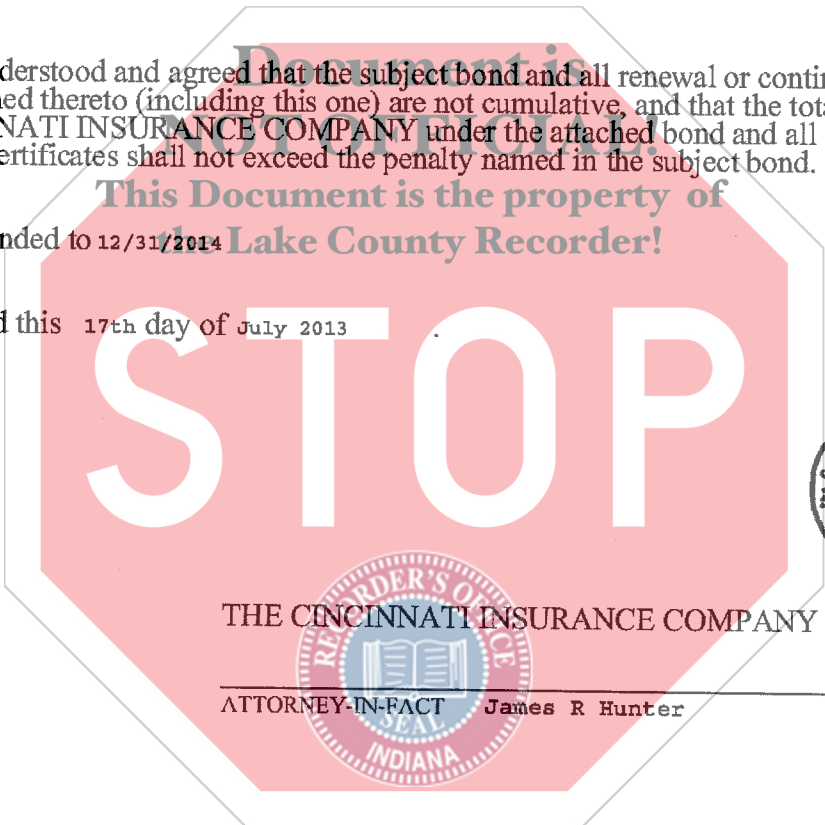 Document is
derstood and agreed that the subject bond and all renewal or contin
ed thereto (including this one) are not cumulative, and that the tota
NATI INSURANCE COMPANY under the attached bond and all
NOT OFFICIAL!
ertificates shall not exceed the penalty named in the subject bond.
This Document is the property of
nded to 12/31/2014
the Lake County Recorder!
d this 17th day of July 2013
STOP
RECORDER'S OFFICE
THE CINCINNATI INSURANCE COMPANY
ATTORNEY-IN-FACT James R Hunter
SEAL
INDIANA